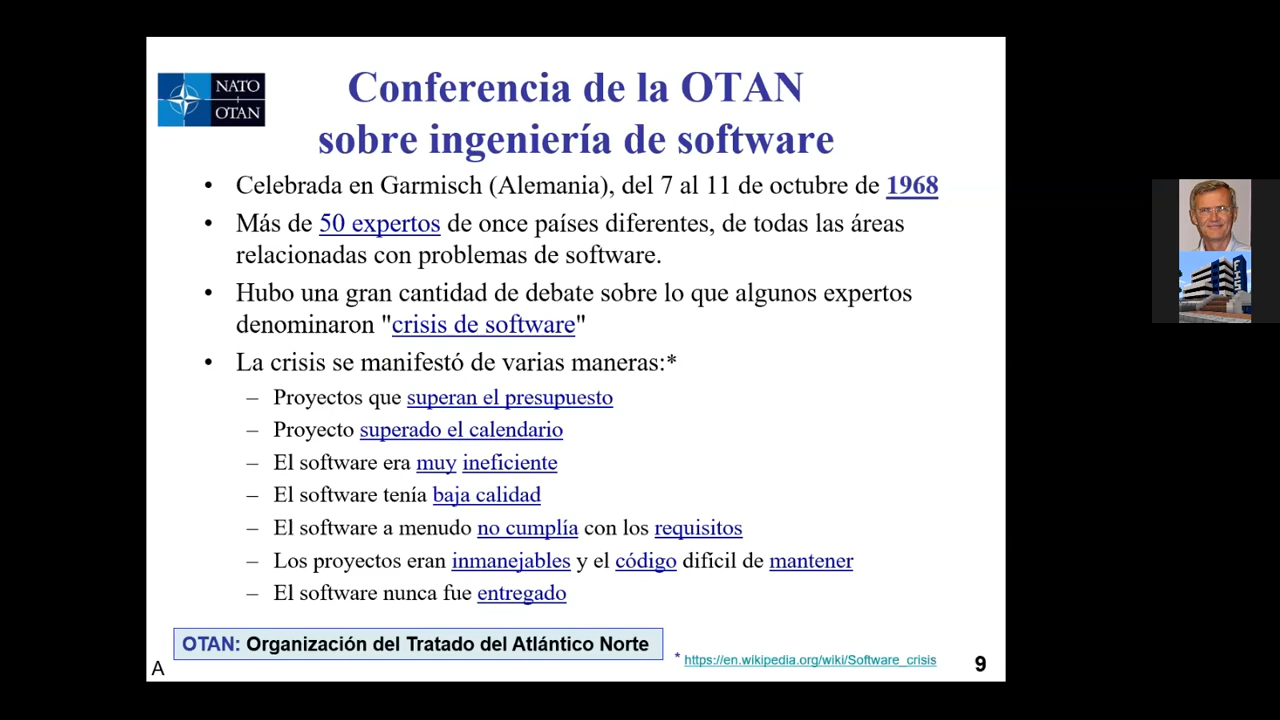 NATO
OTAN
Conferencia de la OTAN
sobre ingeniería de software
• Celebrada en Garmisch (Alemania), del 7 al 11 de octubre de 1968
• Más de 50 expertos de once países diferentes, de todas las áreas
relacionadas con problemas de software.
• Hubo una gran cantidad de debate sobre lo que algunos expertos
denominaron "crisis de software"
• La crisis se manifestó de varias maneras:*
– Proyectos que superan el presupuesto
– Proyecto superado el calendario
– El software era muy ineficiente
– El software tenía baja calidad
– El software a menudo no cumplía con los requisitos
– Los proyectos eran inmanejables y el código difícil de mantener
– El software nunca fue entregado
OTAN: Organización del Tratado del Atlántico Norte
* https://en.wikipedia.org/wiki/Software_crisis
9
A